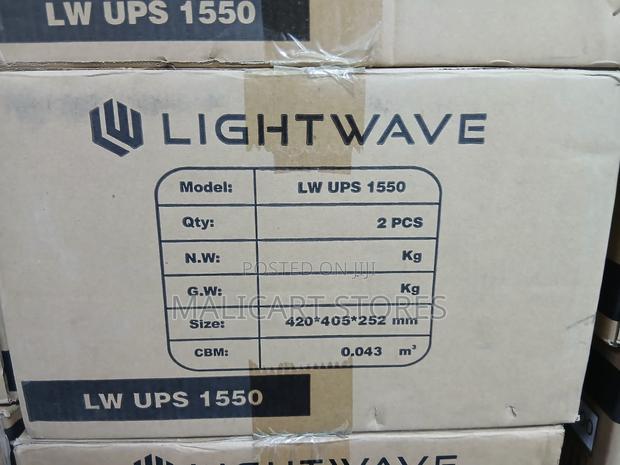 LW UPS 1550
LIGHTWAVE
Model: LW UPS 1550
Qty: 2 PCS
N.W: Kg
POSTED ON JIJI
G.W: Kg
MALICART STORES
Size: 420*405*252 mm
CBM: 0.043 m³
LW UPS 1550
LIGHTWAVE